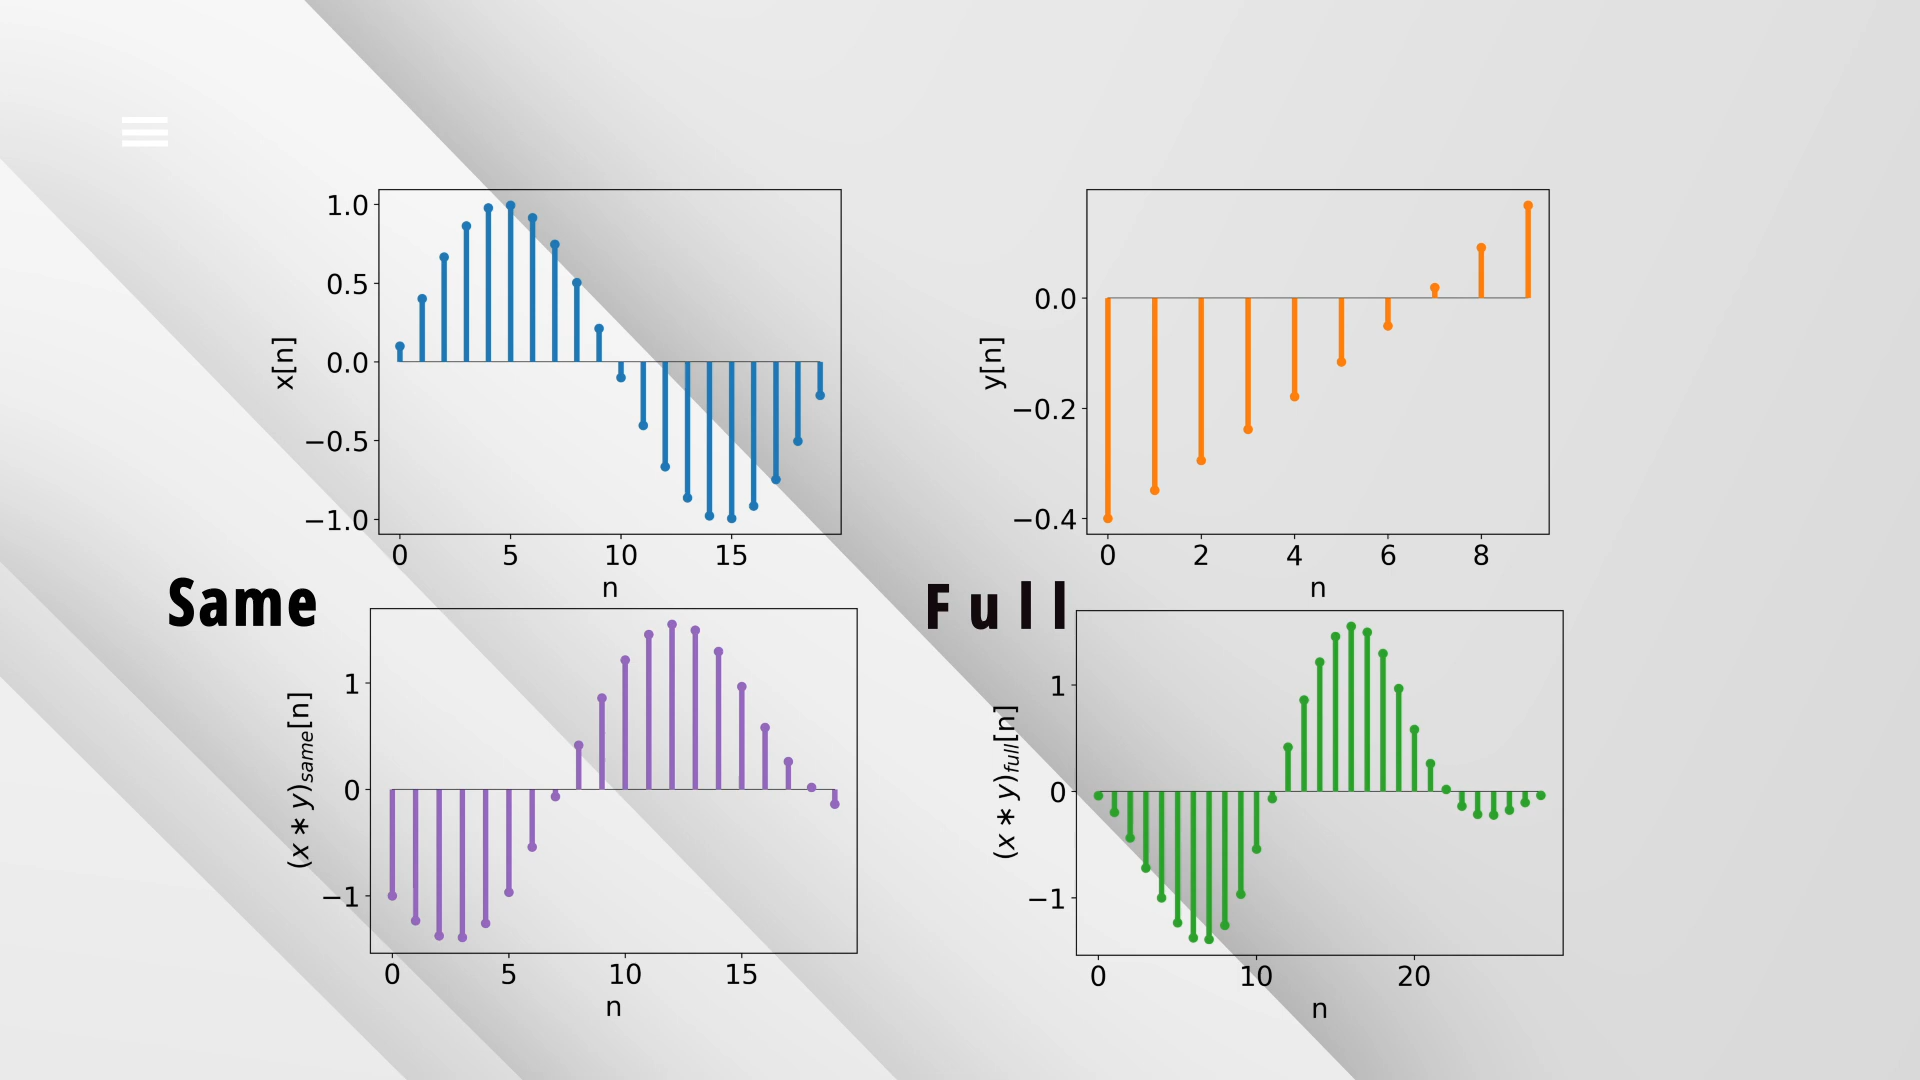 1.0
0.5
0.0
−0.5
−1.0
x[n]
0 5 10 15
n
0.0
−0.2
−0.4
y[n]
0 2 4 6 8
n
Same
1
0
−1
(x ∗ y)same[n]
0 5 10 15
n
Full
1
0
−1
(x ∗ y)full[n]
0 10 20
n